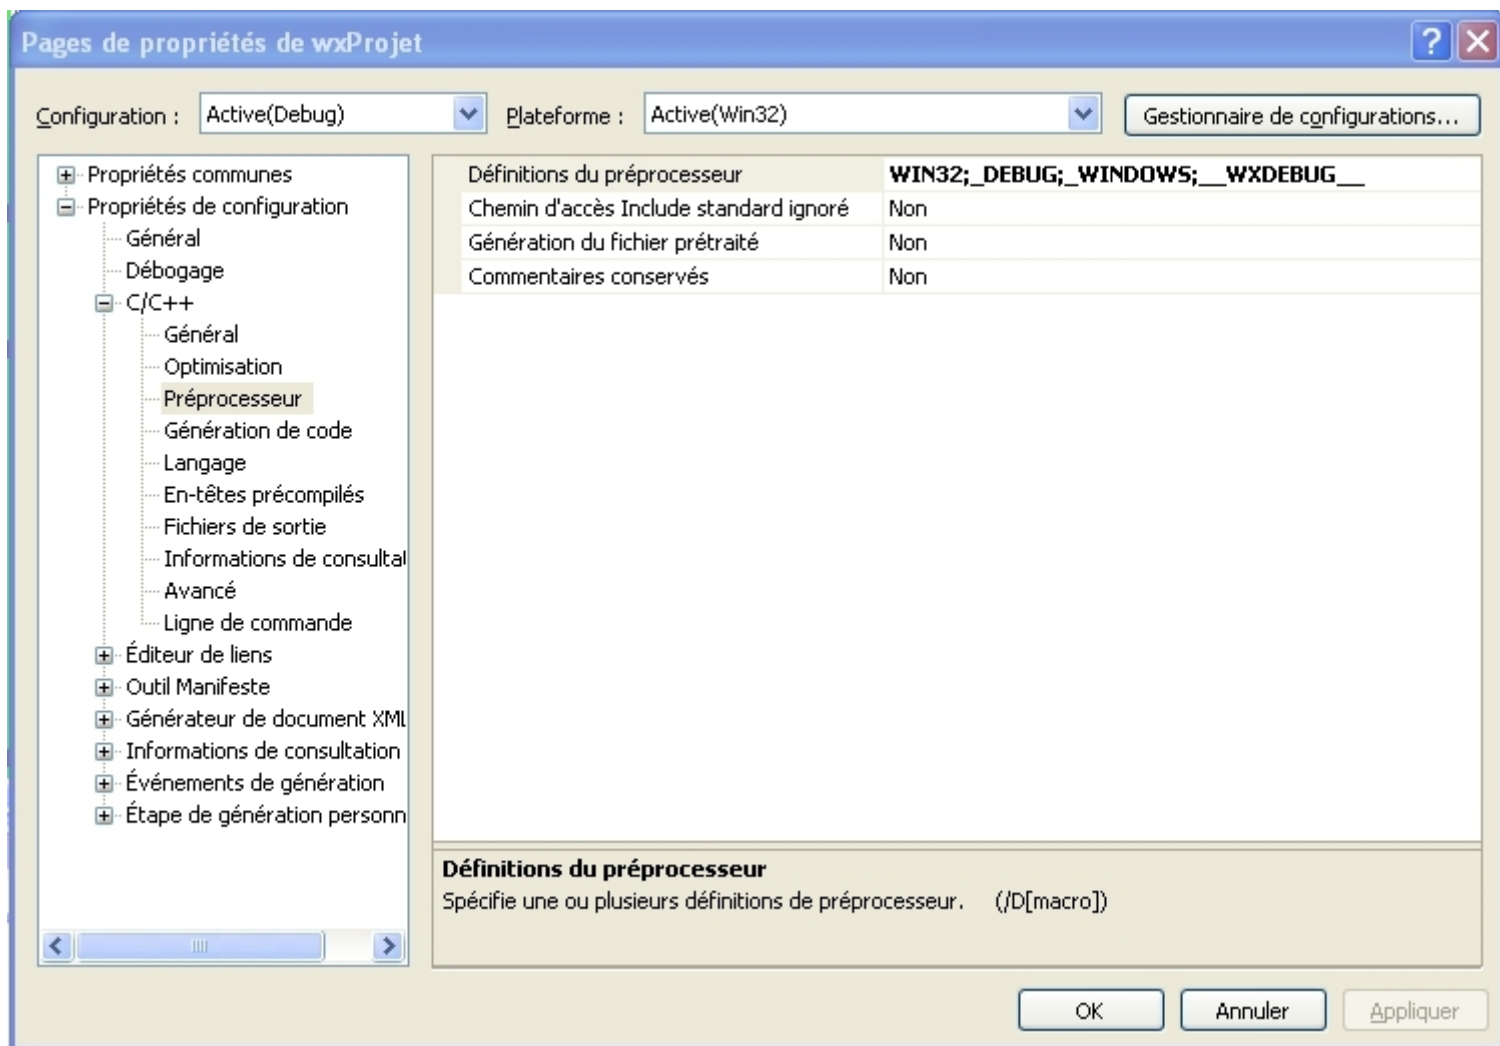 Pages de propriétés de wxProjet
Configuration : Active(Debug) Plateforme : Active(Win32) Gestionnaire de configurations...
Propriétés communes
Propriétés de configuration
Général
Débogage
C/C++
Général
Optimisation
Préprocesseur
Génération de code
Langage
En-têtes précompilés
Fichiers de sortie
Informations de consultat
Avancé
Ligne de commande
Éditeur de liens
Outil Manifeste
Générateur de document XML
Informations de consultation
Événements de génération
Étape de génération personn
Définitions du préprocesseur WIN32;_DEBUG;_WINDOWS;__WXDEBUG__
Chemin d'accès Include standard ignoré Non
Génération du fichier prétraité Non
Commentaires conservés Non
Définitions du préprocesseur
Spécifie une ou plusieurs définitions de préprocesseur. (/D[macro])
OK Annuler Appliquer